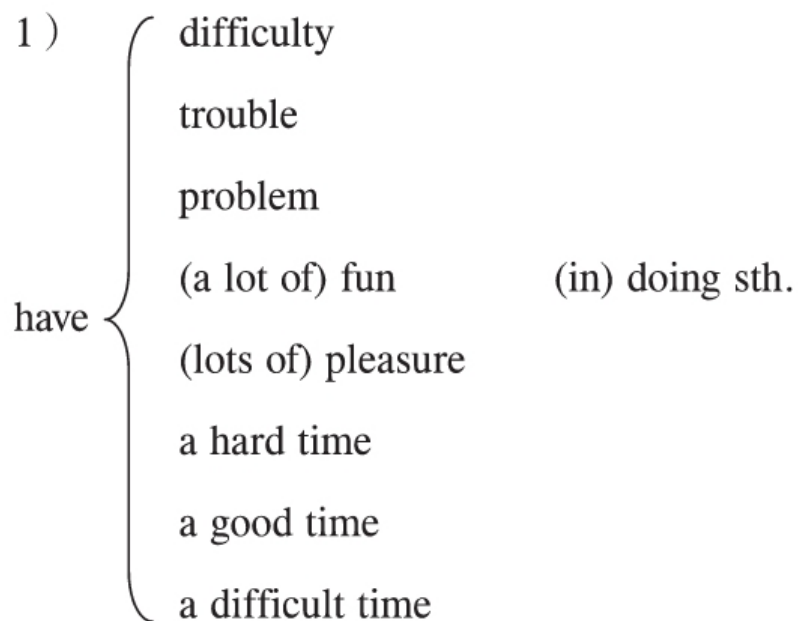 1) difficulty
trouble
problem
(a lot of) fun (in) doing sth.
have
(lots of) pleasure
a hard time
a good time
a difficult time